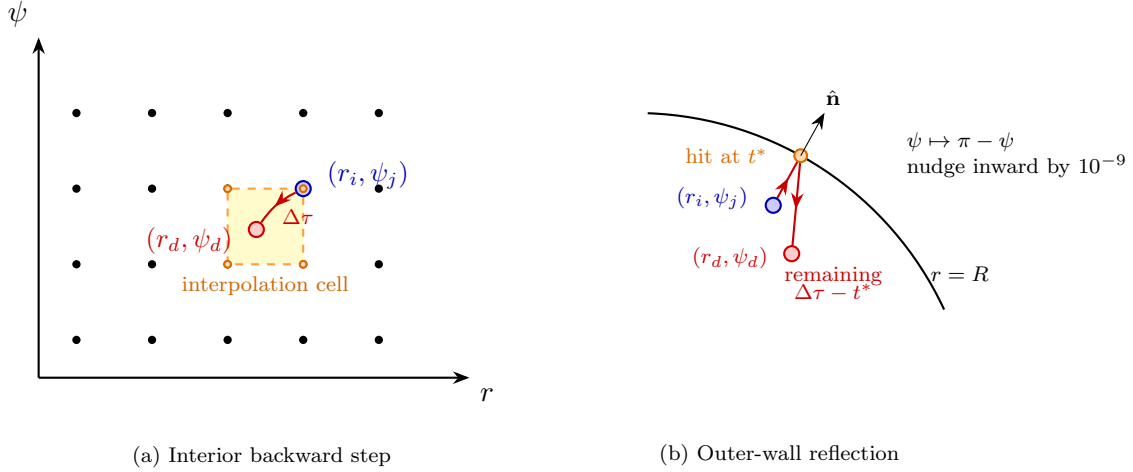 ψ
(r_i, ψ_j)
Δτ
(r_d, ψ_d)
interpolation cell
r
(a) Interior backward step
n̂
hit at t*
ψ ↦ π − ψ
nudge inward by 10⁻⁹
(r_i, ψ_j)
(r_d, ψ_d)
remaining
Δτ − t*
r = R
(b) Outer-wall reflection